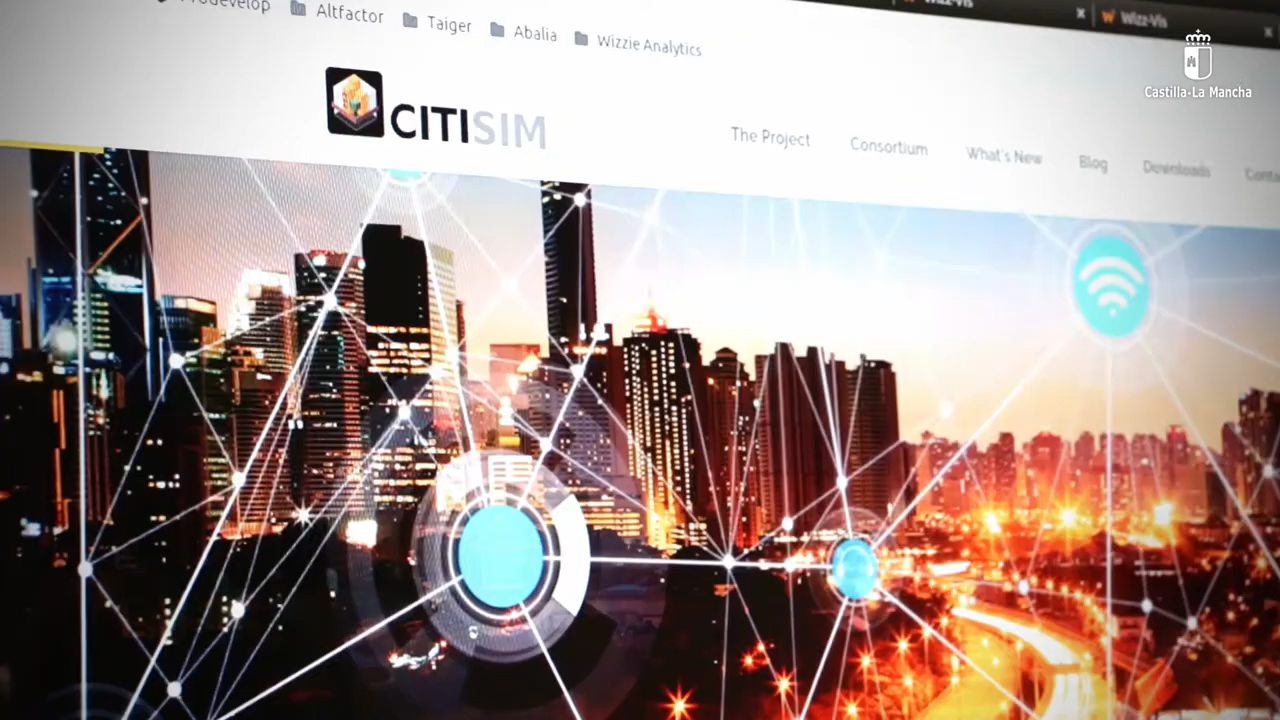 Prodevelop
Altfactor
Taiger
Abalia
Wizzie Analytics
Wizz-Vis
Wizz-Vis
Castilla-La Mancha
CITISIM
The Project
Consortium
What's New
Blog
Downloads